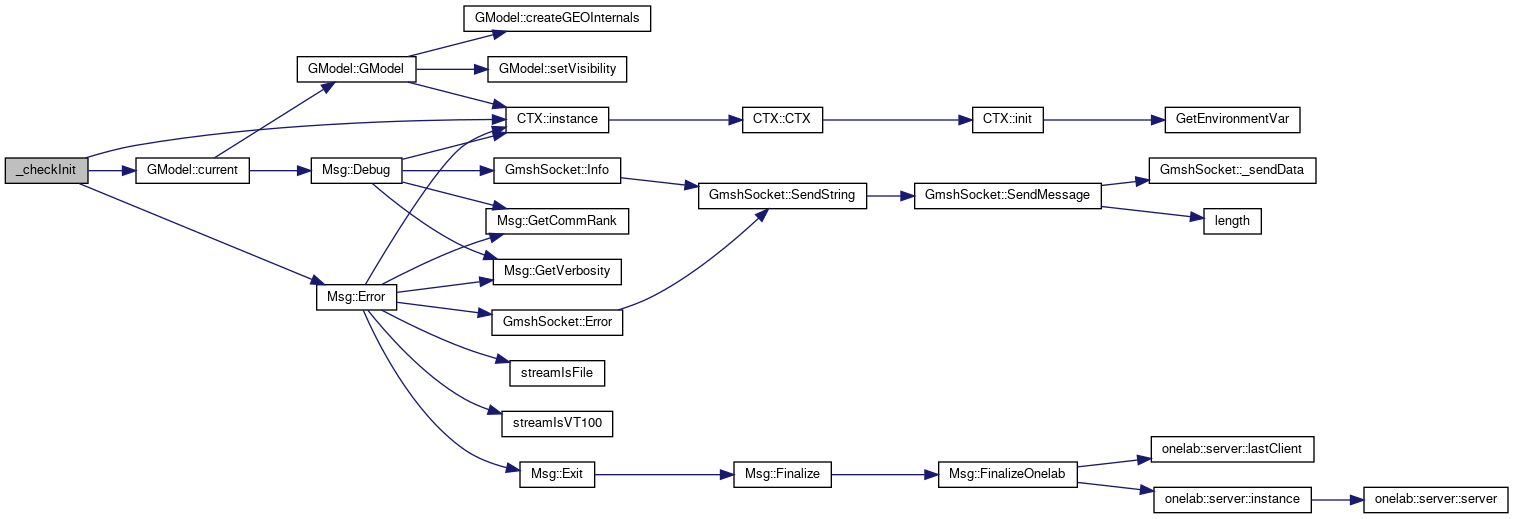 GModel::createGEOInternals
GModel::GModel
GModel::setVisibility
CTX::instance
CTX::CTX
CTX::init
GetEnvironmentVar
_checkInit
GModel::current
Msg::Debug
GmshSocket::Info
GmshSocket::_sendData
GmshSocket::SendString
GmshSocket::SendMessage
Msg::GetCommRank
length
Msg::GetVerbosity
Msg::Error
GmshSocket::Error
streamIsFile
streamIsVT100
onelab::server::lastClient
Msg::Exit
Msg::Finalize
Msg::FinalizeOnelab
onelab::server::instance
onelab::server::server